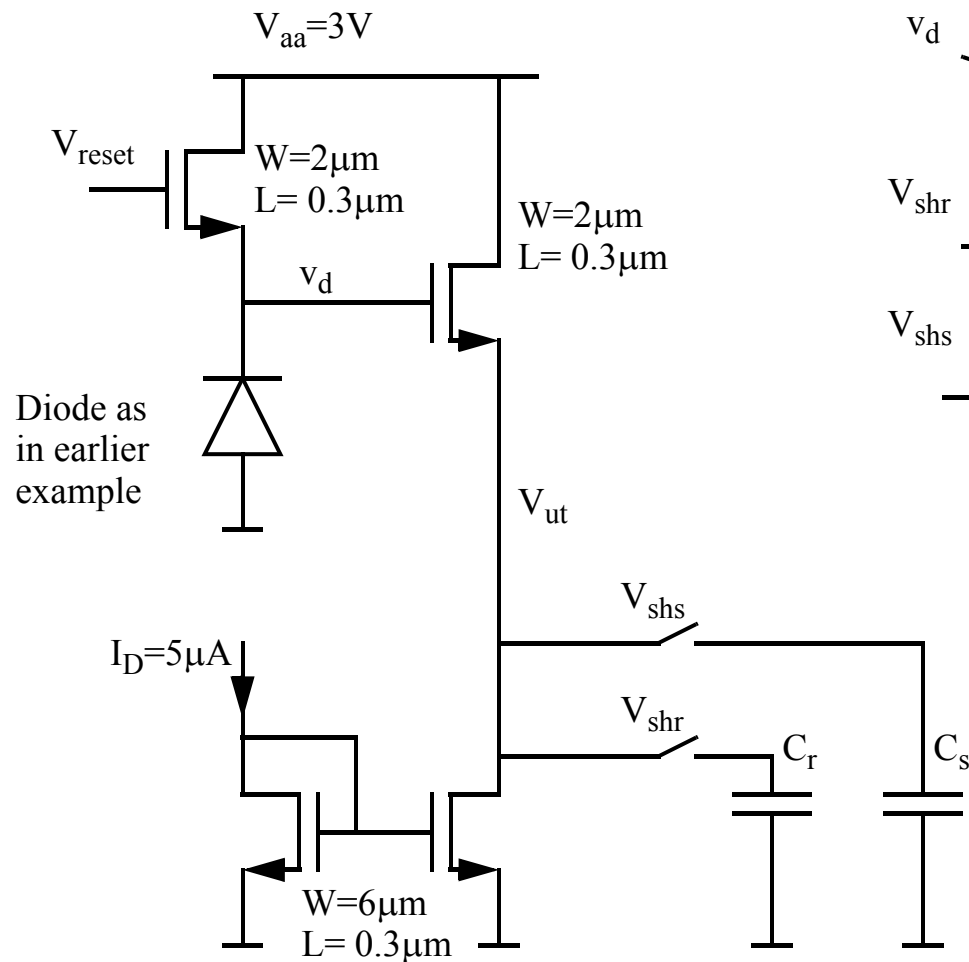 V_aa=3V
v_d
V_reset
W=2μm
L= 0.3μm
W=2μm
L= 0.3μm
V_shr
v_d
V_shs
Diode as
in earlier
example
V_ut
V_shs
I_D=5μA
V_shr
C_r
C_s
W=6μm
L= 0.3μm